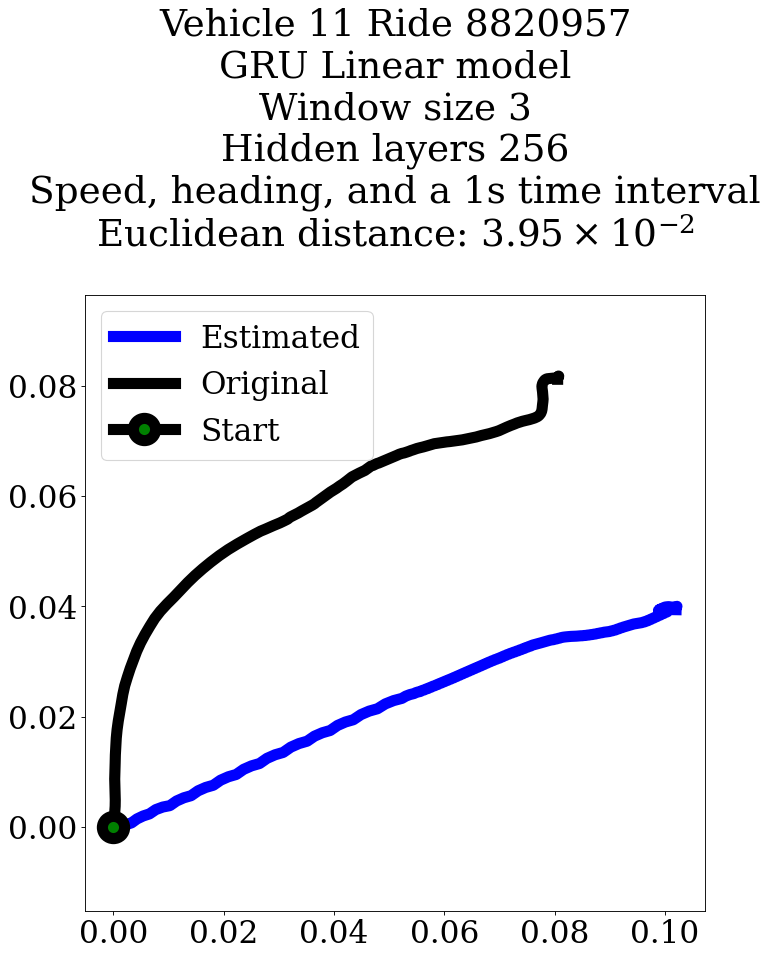 Vehicle 11 Ride 8820957
GRU Linear model
Window size 3
Hidden layers 256
Speed, heading, and a 1s time interval
Euclidean distance: 3.95 × 10⁻²
Estimated
Original
Start
0.08
0.06
0.04
0.02
0.00
0.00 0.02 0.04 0.06 0.08 0.10